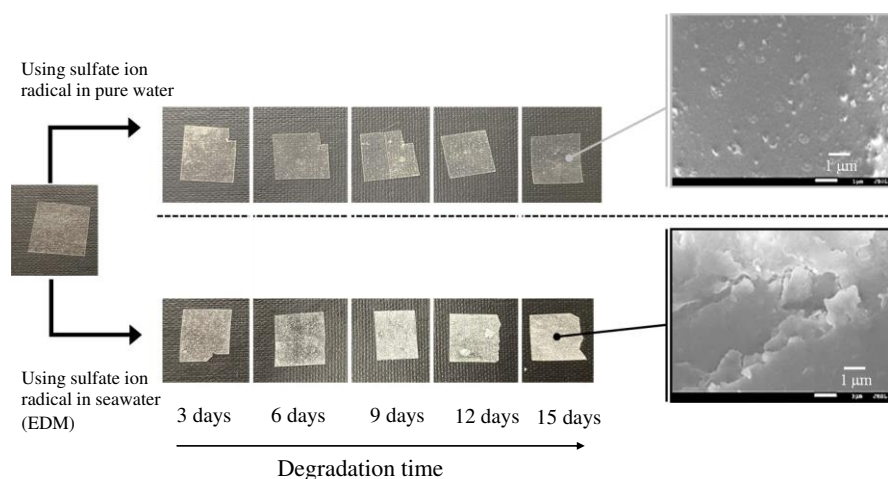 Using sulfate ion
radical in pure water
1 μm
Using sulfate ion
radical in seawater
(EDM)
1 μm
3 days
6 days
9 days
12 days
15 days
Degradation time